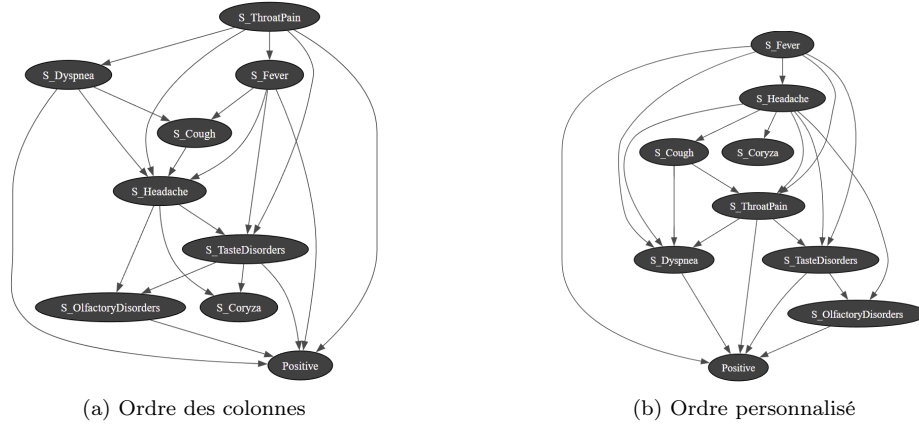 S_ThroatPain
S_Dyspnea
S_Fever
S_Cough
S_Headache
S_TasteDisorders
S_OlfactoryDisorders
S_Coryza
Positive
(a) Ordre des colonnes
S_Fever
S_Headache
S_Cough
S_Coryza
S_ThroatPain
S_Dyspnea
S_TasteDisorders
S_OlfactoryDisorders
Positive
(b) Ordre personnalisé